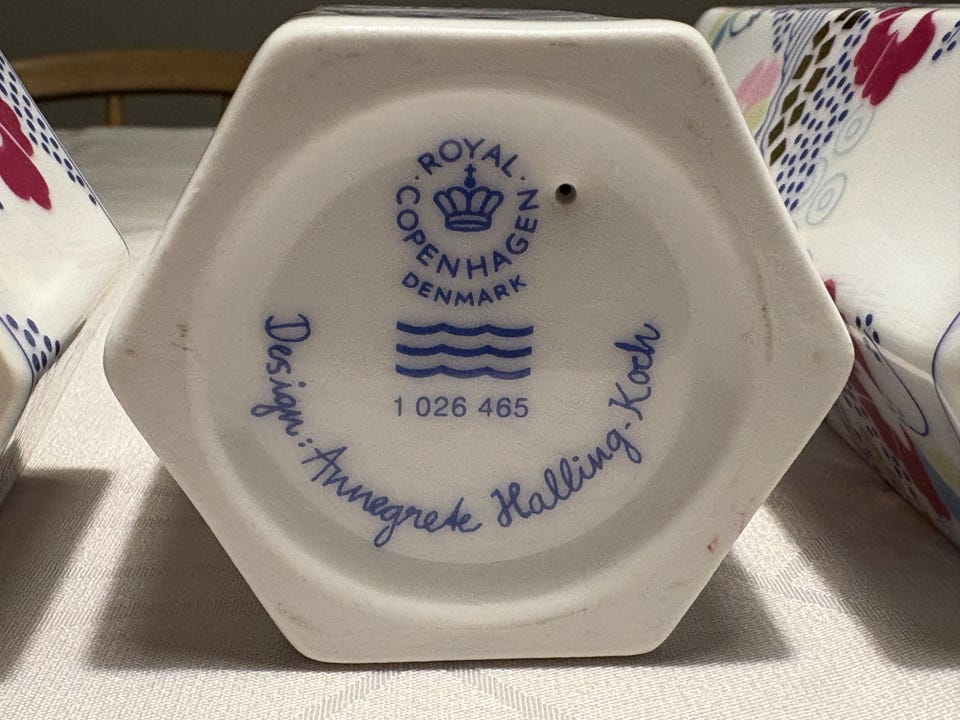 ROYAL
COPENHAGEN
DENMARK
1 026 465
Design: Annegrete Halling-Koch